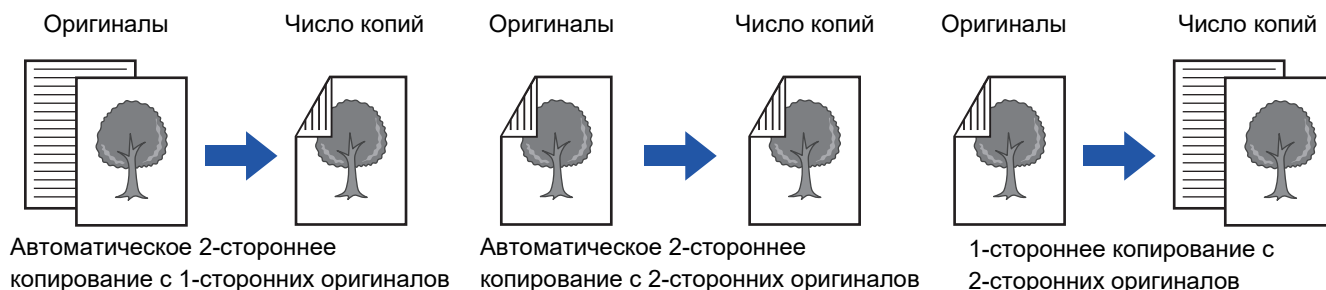 Оригиналы
Число копий
Оригиналы
Число копий
Оригиналы
Число копий
Автоматическое 2-стороннее
копирование с 1-сторонних оригиналов
Автоматическое 2-стороннее
копирование с 2-сторонних оригиналов
1-стороннее копирование с
2-сторонних оригиналов